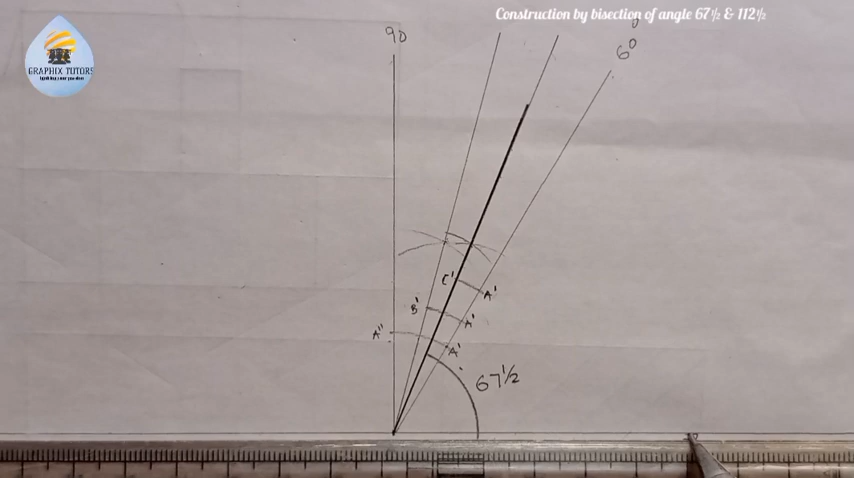 Construction by bisection of angle 67½ & 112½
GRAPHIX TUTORS
90
60
C'
A'
B'
A'
A''
A'
67½